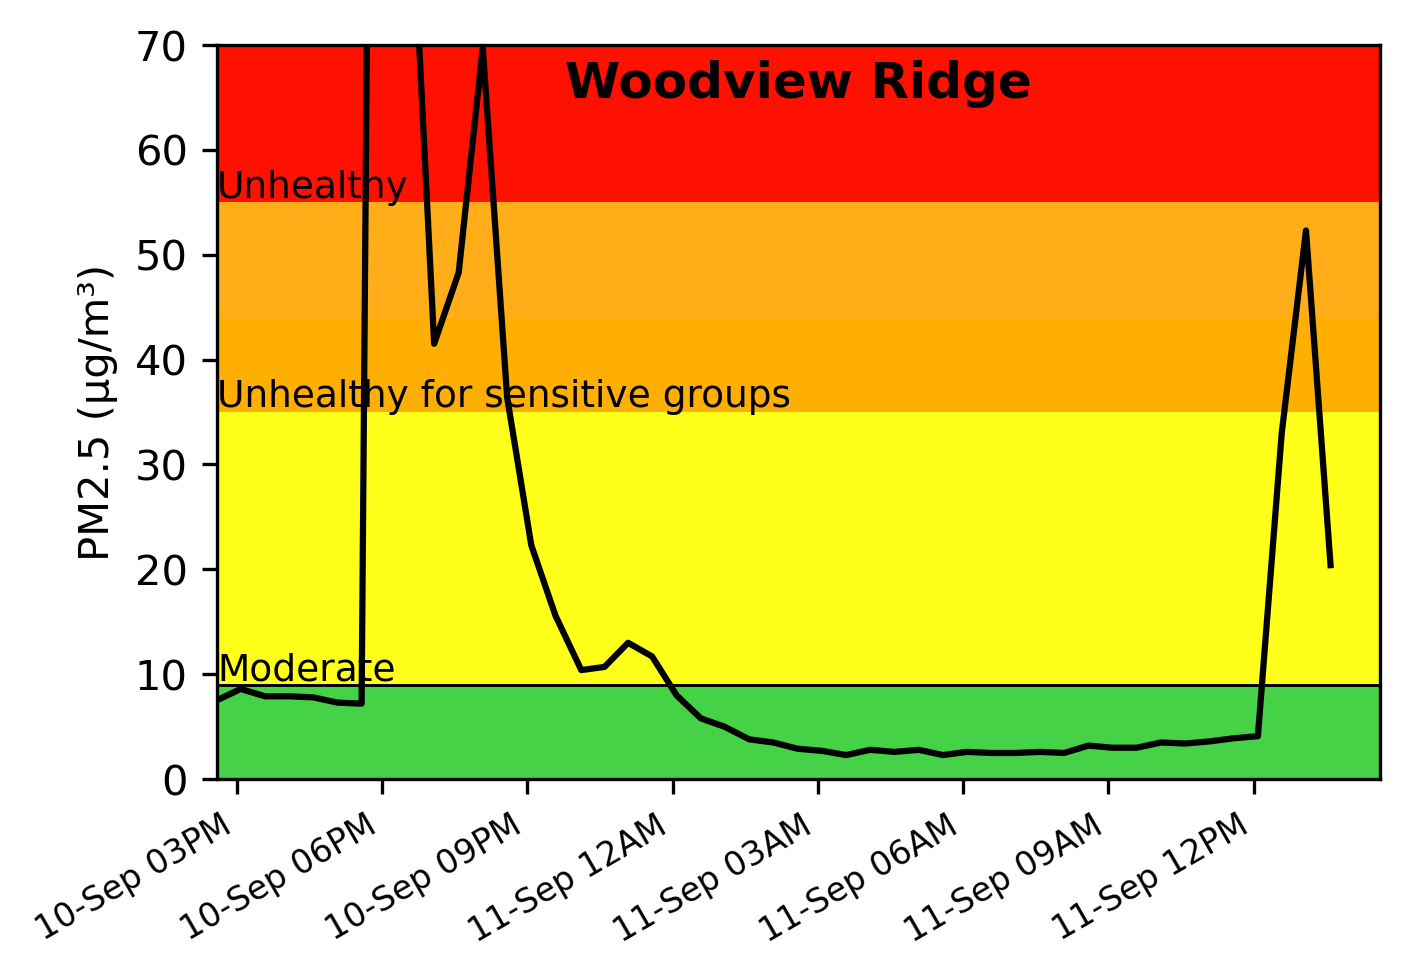 Woodview Ridge
70
60
50
40
30
20
10
0
PM2.5 (µg/m³)
Unhealthy
Unhealthy for sensitive groups
Moderate
10-Sep 03PM
10-Sep 06PM
10-Sep 09PM
11-Sep 12AM
11-Sep 03AM
11-Sep 06AM
11-Sep 09AM
11-Sep 12PM